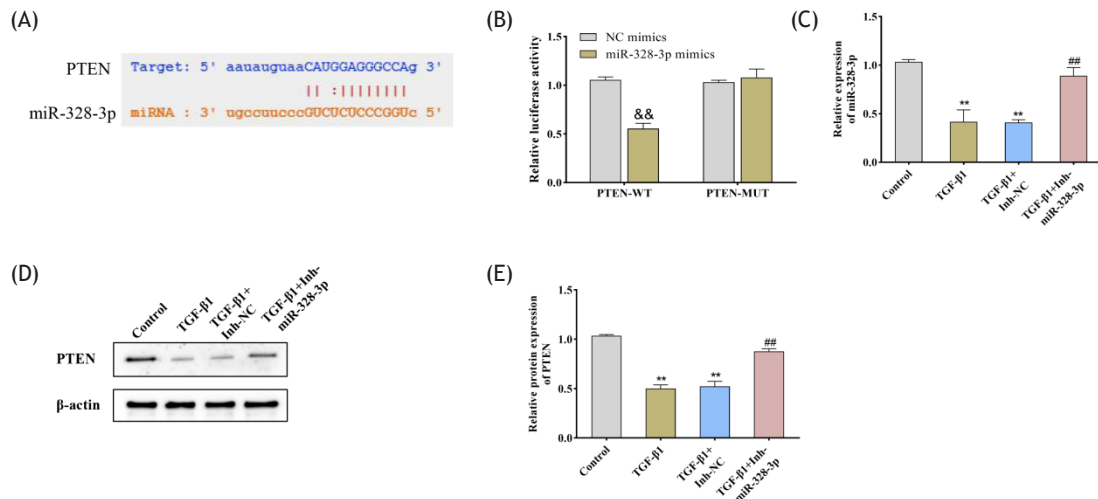 (A)
PTEN
Target: 5' aauauguaaCAUGGAGGGCCAg 3'
|| :||||||||
miR-328-3p
miRNA : 3' ugccuucccGUCUCUCCCGGUc 5'
(B)
NC mimics
miR-328-3p mimics
Relative luciferase activity
1.5
1.0
0.5
0.0
&&
PTEN-WT
PTEN-MUT
(C)
Relative expression
of miR-328-3p
1.5
1.0
0.5
0.0
**
**
##
Control
TGF-β1
TGF-β1+
Inh-NC
TGF-β1+Inh-
miR-328-3p
(D)
Control
TGF-β1
TGF-β1+
Inh-NC
TGF-β1+Inh-
miR-328-3p
PTEN
β-actin
(E)
Relative protein expression
of PTEN
1.5
1.0
0.5
0.0
**
**
##
Control
TGF-β1
TGF-β1+
Inh-NC
TGF-β1+Inh-
miR-328-3p